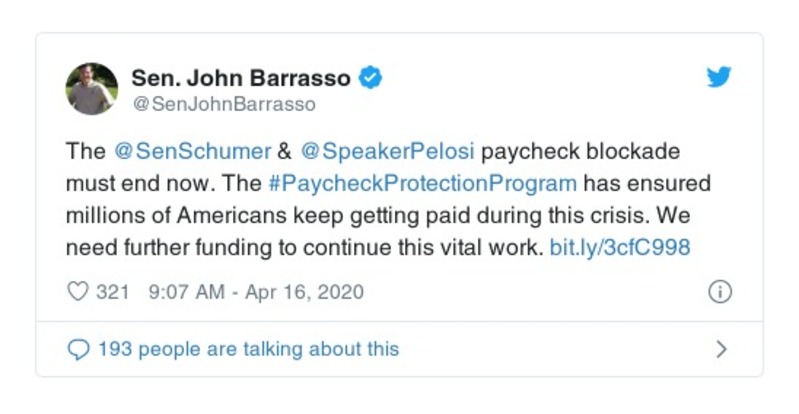 Sen. John Barrasso
@SenJohnBarrasso
The @SenSchumer & @SpeakerPelosi paycheck blockade
must end now. The #PaycheckProtectionProgram has ensured
millions of Americans keep getting paid during this crisis. We
need further funding to continue this vital work. bit.ly/3cfC998
321 9:07 AM - Apr 16, 2020
193 people are talking about this